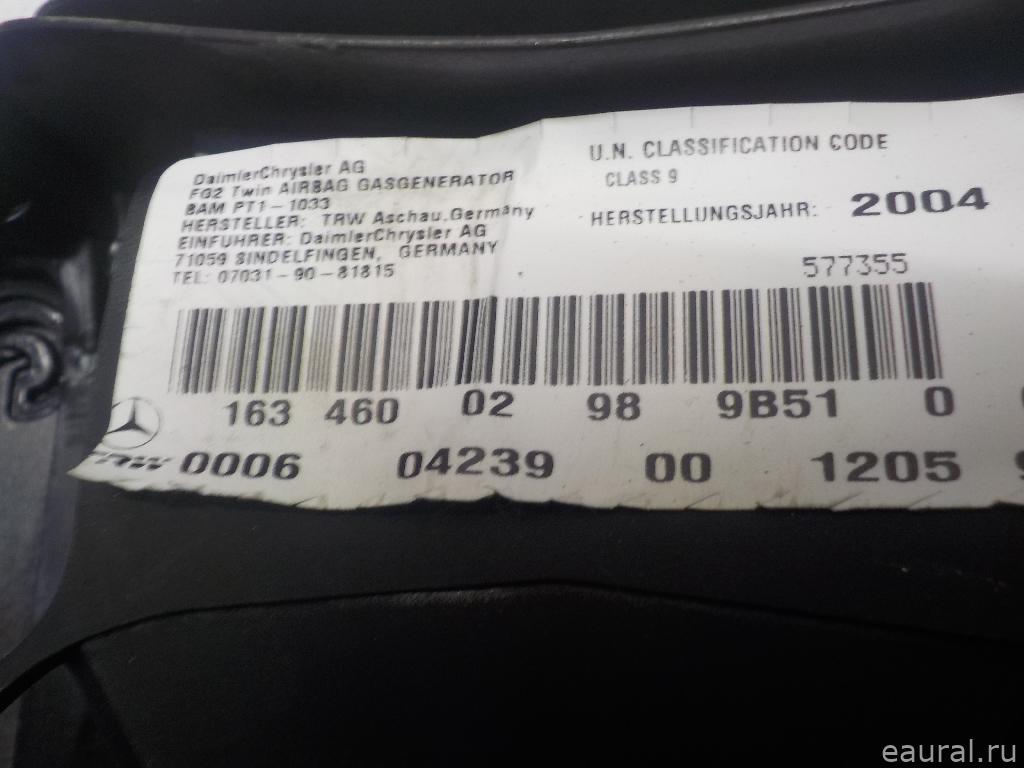 DaimlerChrysler AG
FG2 Twin AIRBAG GASGENERATOR
BAM PT1-1033
HERSTELLER: TRW Aschau,Germany
EINFUHRER: DaimlerChrysler AG
71059 SINDELFINGEN, GERMANY
TEL: 07031-90-81815
U.N. CLASSIFICATION CODE
CLASS 9
HERSTELLUNGSJAHR: 2004
577355
163 460 02 98 9B51 0
TRW 0006 04239 00 1205
eaural.ru